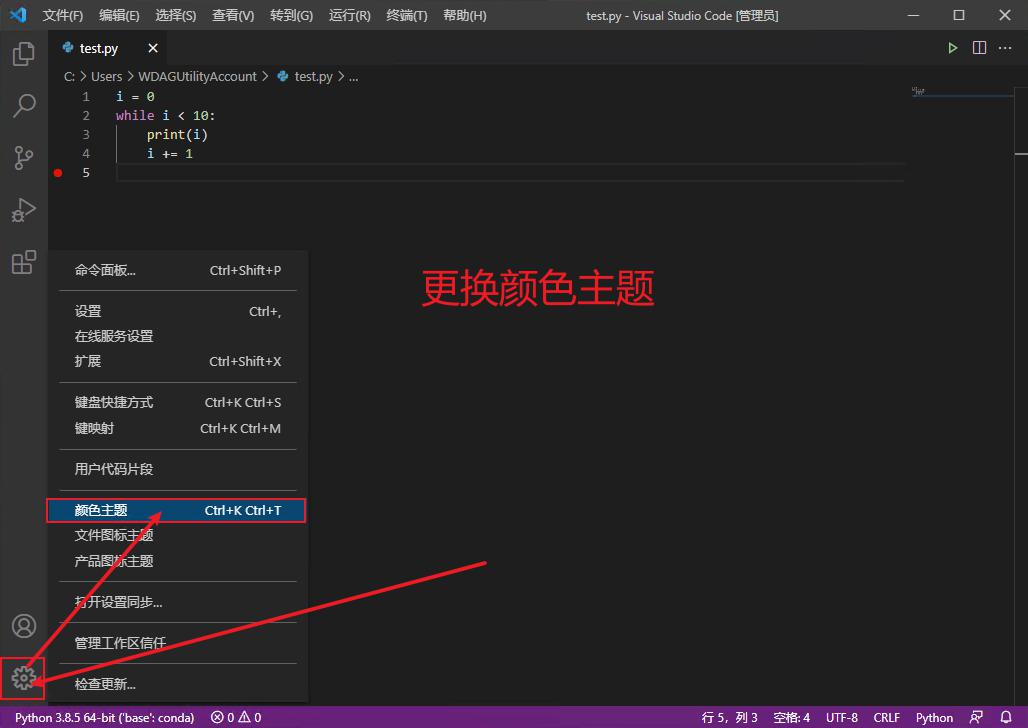 文件(F) 编辑(E) 选择(S) 查看(V) 转到(G) 运行(R) 终端(T) 帮助(H) test.py - Visual Studio Code [管理员]
test.py
C: > Users > WDAGUtilityAccount > test.py > ...
1 i = 0
2 while i < 10:
3 print(i)
4 i += 1
5
更换颜色主题
命令面板... Ctrl+Shift+P
设置 Ctrl+,
在线服务设置
扩展 Ctrl+Shift+X
键盘快捷方式 Ctrl+K Ctrl+S
键映射 Ctrl+K Ctrl+M
用户代码片段
颜色主题 Ctrl+K Ctrl+T
文件图标主题
产品图标主题
打开设置同步...
管理工作区信任
检查更新...
Python 3.8.5 64-bit ('base': conda) 0 0 行 5，列 3 空格: 4 UTF-8 CRLF Python